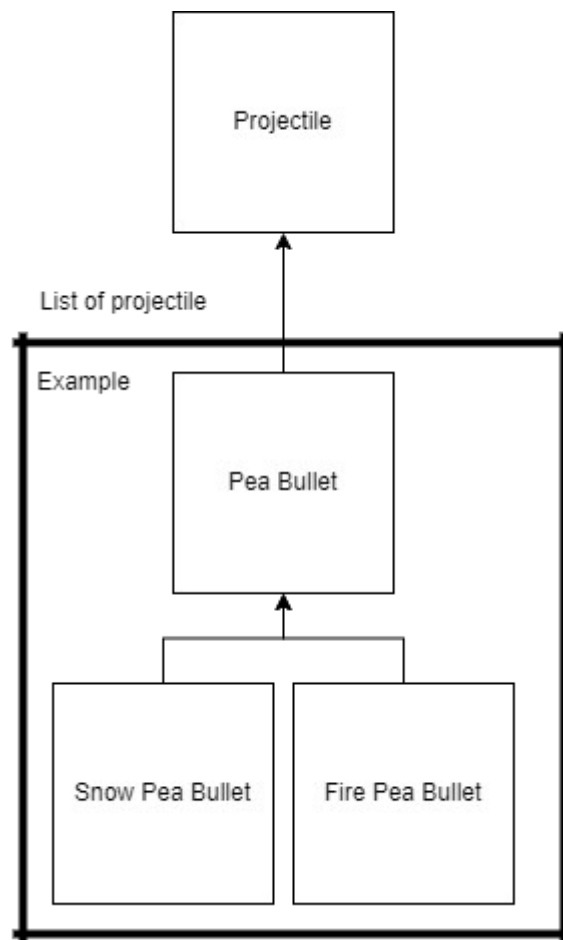 Projectile
List of projectile
Example
Pea Bullet
Snow Pea Bullet
Fire Pea Bullet